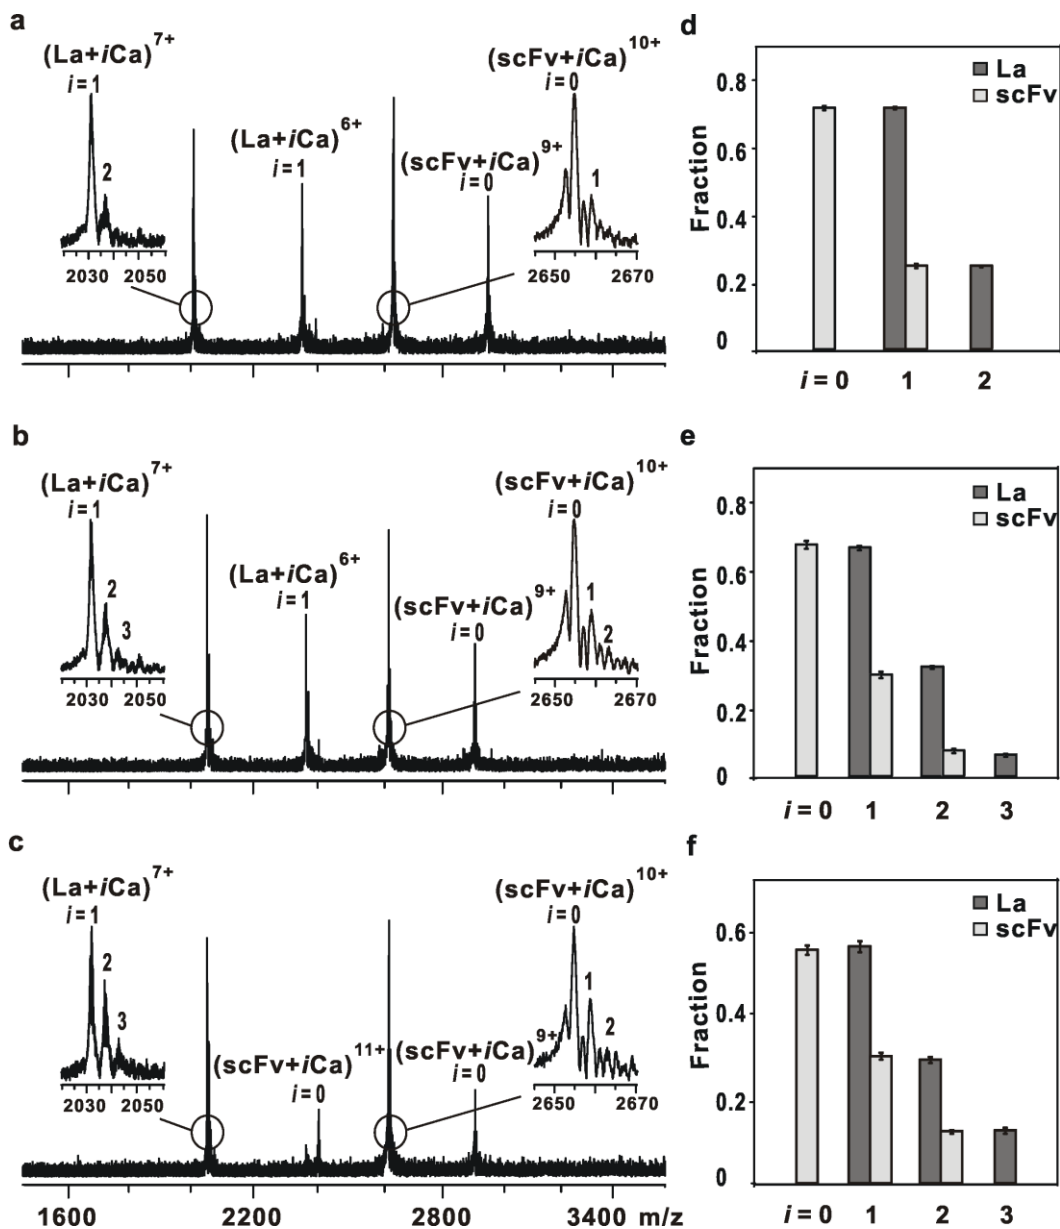 a
(La+iCa)7+
i=1
2
2030 2050
(La+iCa)6+
i=1
(scFv+iCa)9+
i=0
(scFv+iCa)10+
i=0
1
2650 2670
b
(La+iCa)7+
i=1
2
3
2030 2050
(La+iCa)6+
i=1
(scFv+iCa)9+
i=0
(scFv+iCa)10+
i=0
1
2
2650 2670
c
(La+iCa)7+
i=1
2
3
2030 2050
(scFv+iCa)11+
i=0
(scFv+iCa)9+
i=0
(scFv+iCa)10+
i=0
1
2
2650 2670
1600 2200 2800 3400 m/z
d
La
scFv
Fraction
0.8
0.6
0.4
0.2
0
i = 0 1 2
e
La
scFv
Fraction
0.8
0.6
0.4
0.2
0
i = 0 1 2 3
f
La
scFv
Fraction
0.6
0.4
0.2
0
i = 0 1 2 3